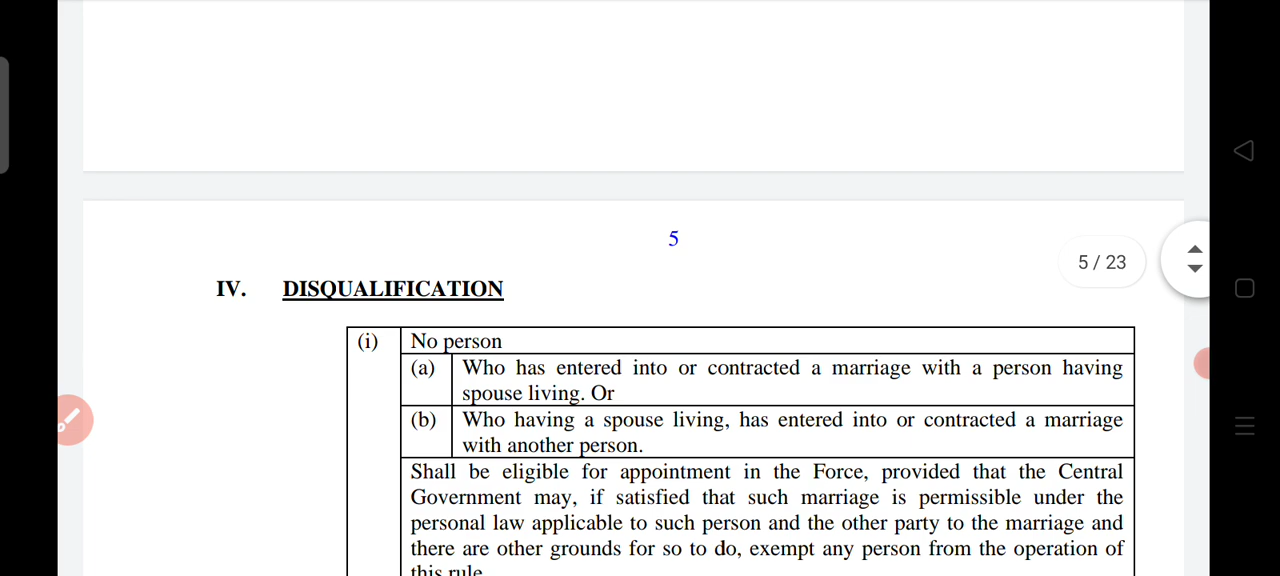 5
5 / 23
IV. DISQUALIFICATION
(i) No person
(a) Who has entered into or contracted a marriage with a person having
spouse living. Or
(b) Who having a spouse living, has entered into or contracted a marriage
with another person.
Shall be eligible for appointment in the Force, provided that the Central
Government may, if satisfied that such marriage is permissible under the
personal law applicable to such person and the other party to the marriage and
there are other grounds for so to do, exempt any person from the operation of
this rule